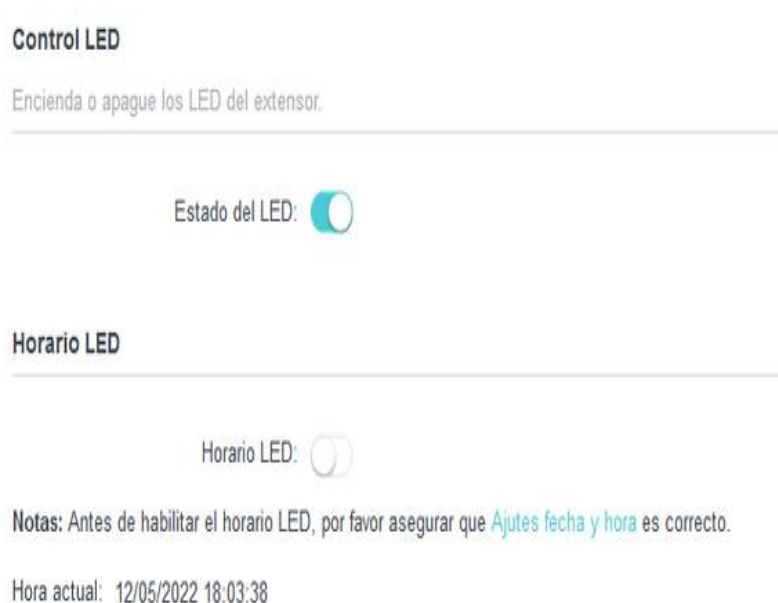 Control LED
Encienda o apague los LED del extensor.
Estado del LED:
Horario LED
Horario LED:
Notas: Antes de habilitar el horario LED, por favor asegurar que Ajutes fecha y hora es correcto.
Hora actual: 12/05/2022 18:03:38